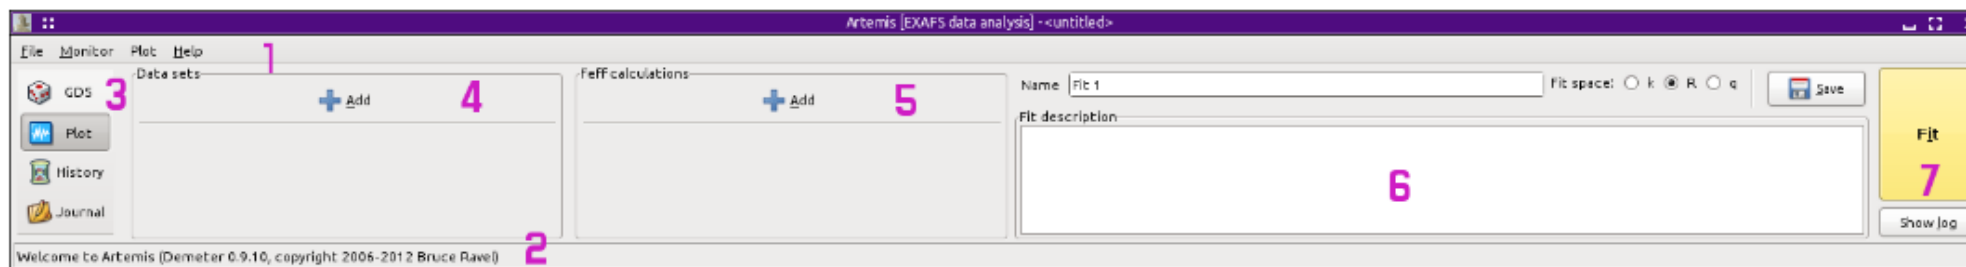 Artemis [EXAFS data analysis] - <untitled>
File Monitor Plot Help 1
GDS 3
Plot
History
Journal
Data sets
Add 4
Feff calculations
Add 5
Name Fit 1 Fit space: k R q Save
Fit description
6
Fit
7
Show log
Welcome to Artemis (Demeter 0.9.10, copyright 2006-2012 Bruce Ravel) 2